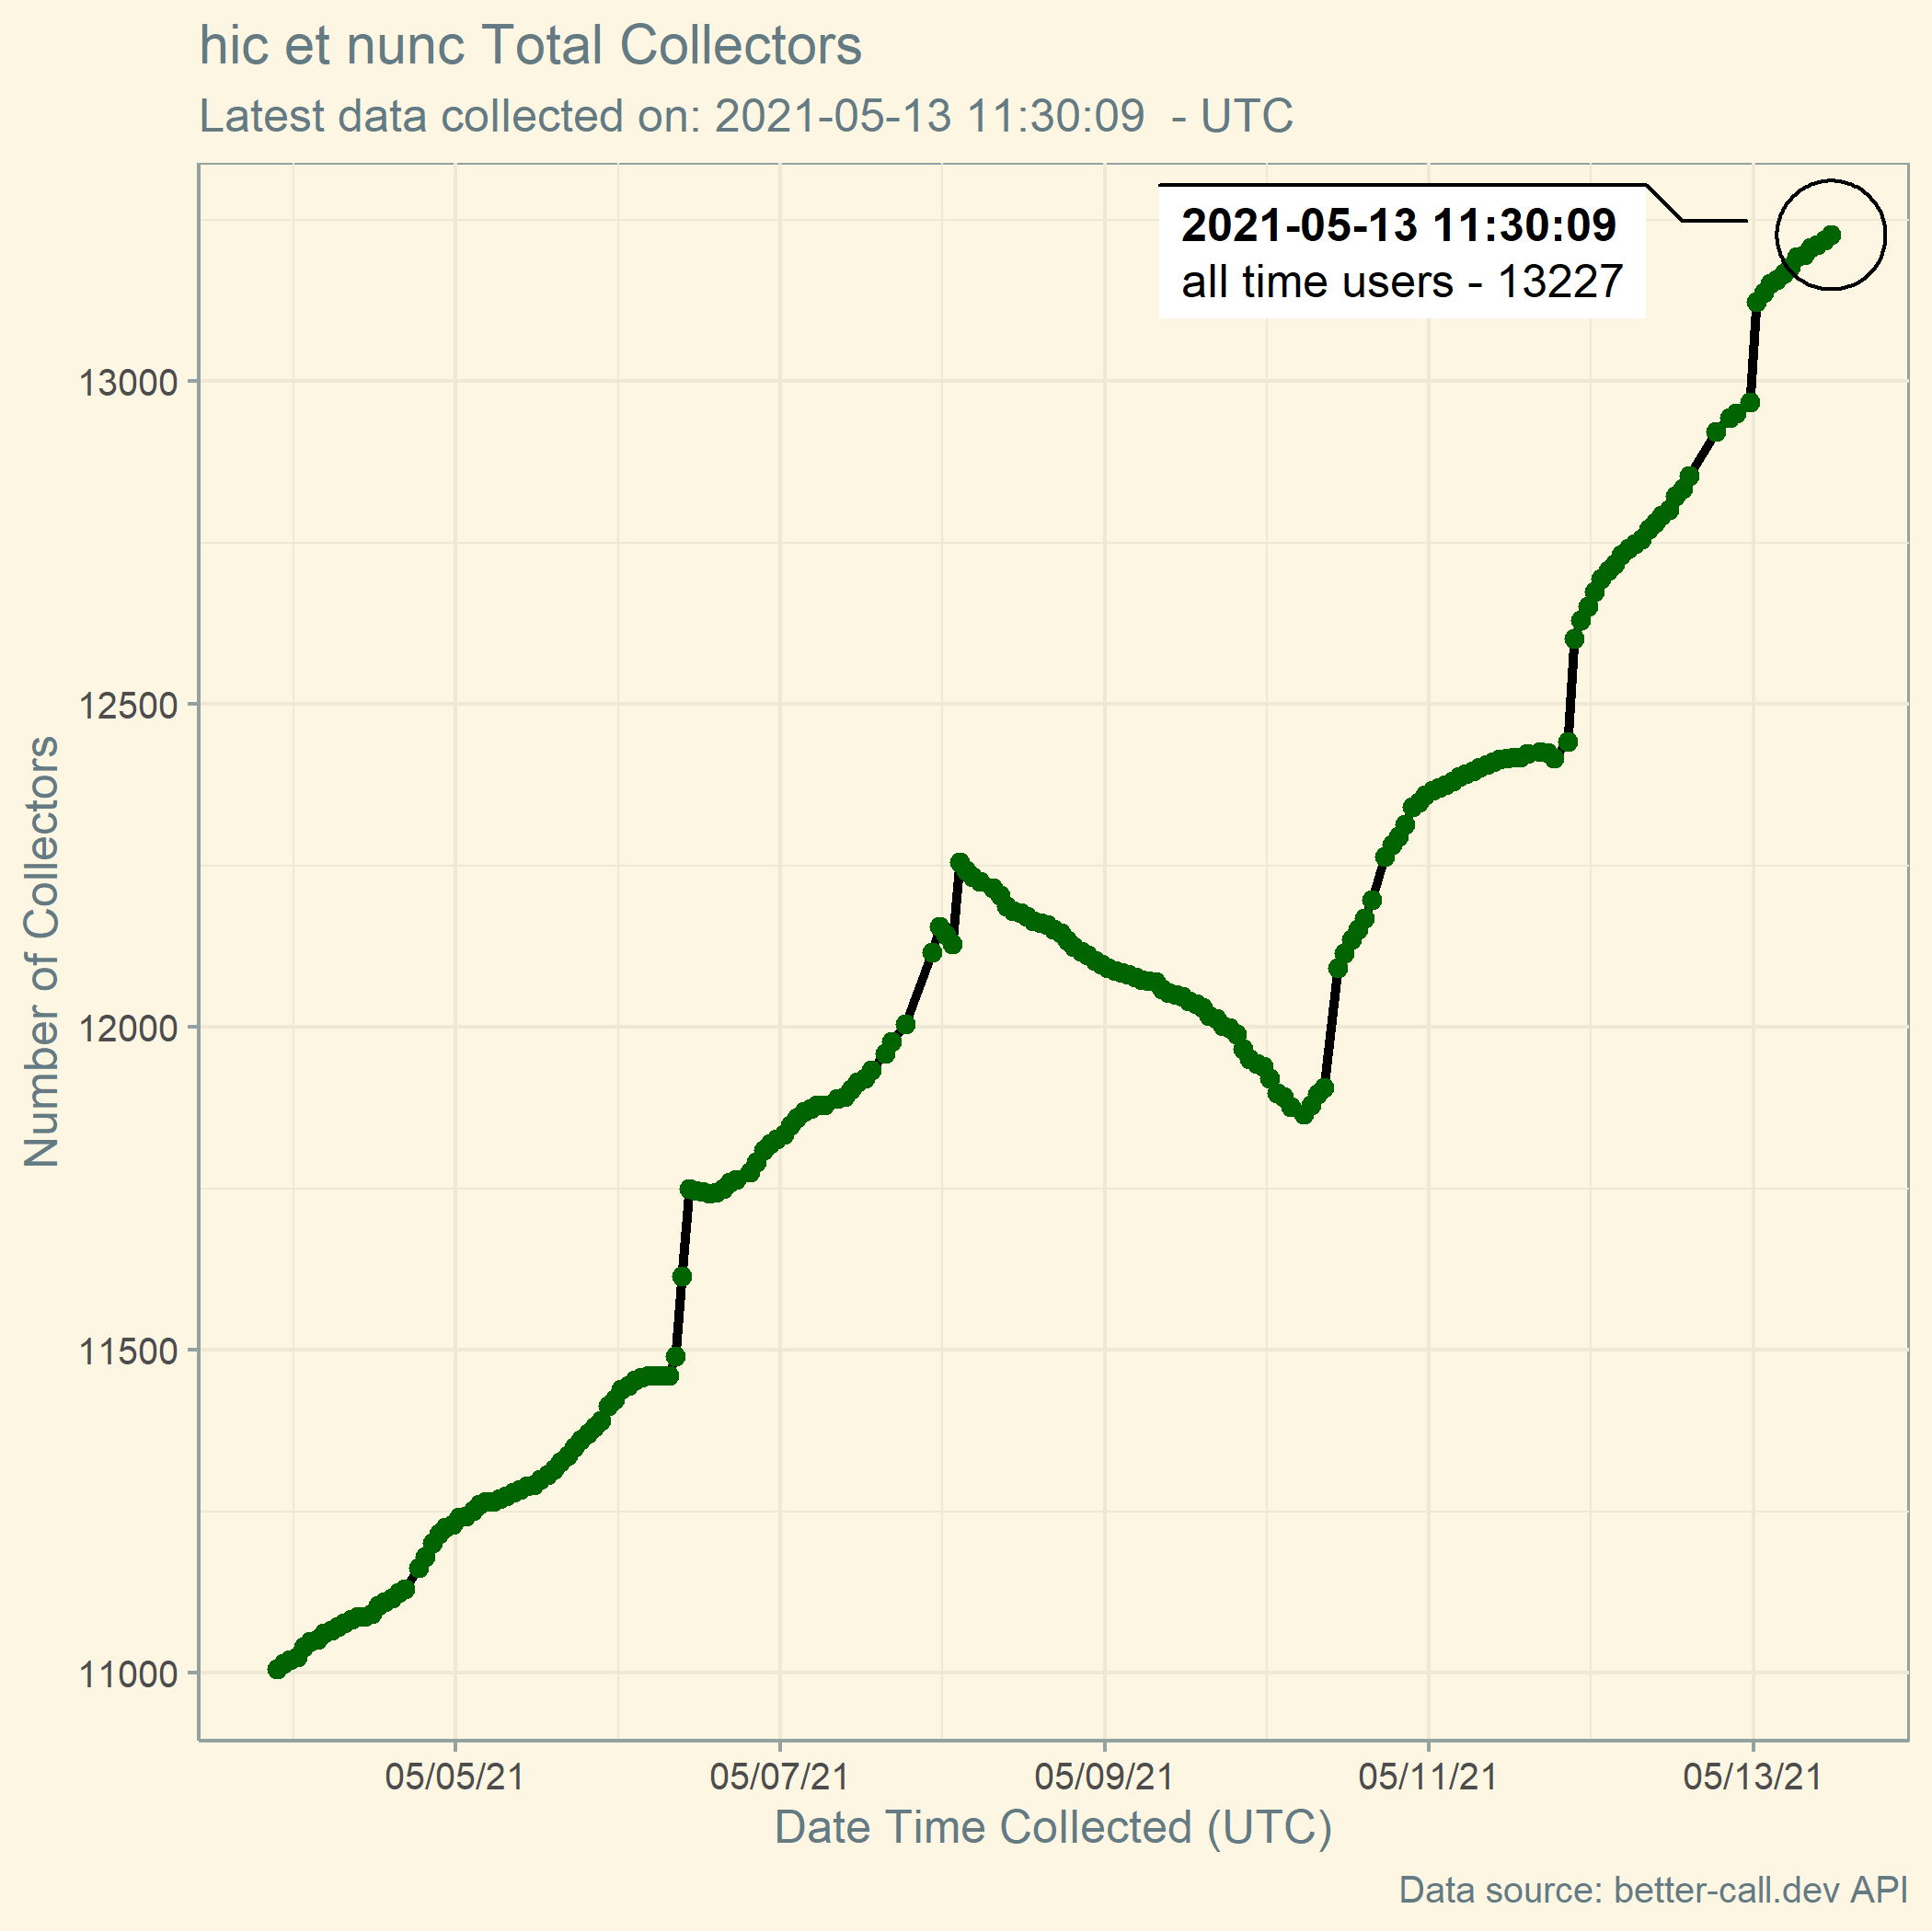 hic et nunc Total Collectors
Latest data collected on: 2021-05-13 11:30:09  - UTC
2021-05-13 11:30:09
all time users - 13227
13000
12500
12000
11500
11000
Number of Collectors
05/05/21
05/07/21
05/09/21
05/11/21
05/13/21
Date Time Collected (UTC)
Data source: better-call.dev API